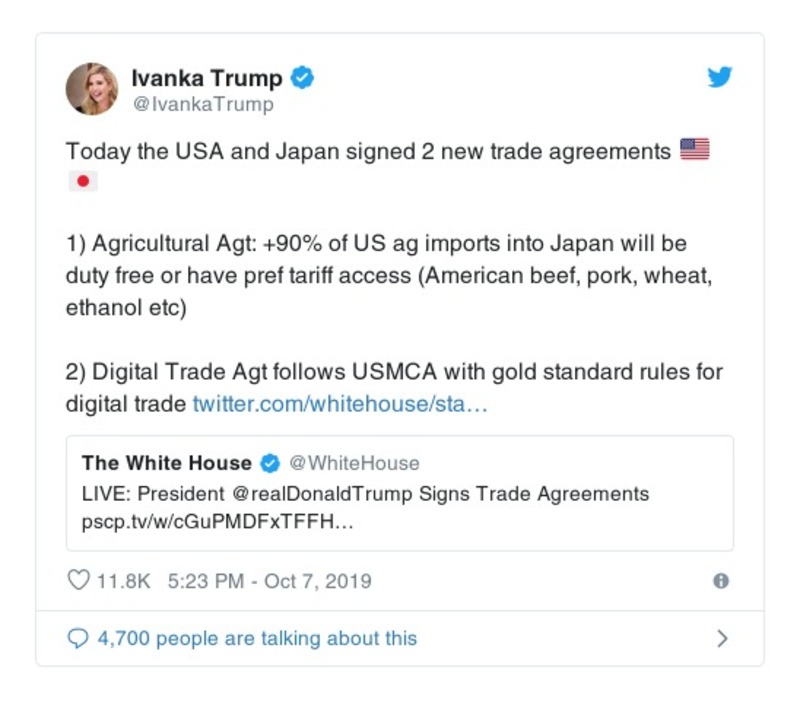 Ivanka Trump
@IvankaTrump
Today the USA and Japan signed 2 new trade agreements 🇺🇸
🇯🇵
1) Agricultural Agt: +90% of US ag imports into Japan will be
duty free or have pref tariff access (American beef, pork, wheat,
ethanol etc)
2) Digital Trade Agt follows USMCA with gold standard rules for
digital trade twitter.com/whitehouse/sta…
The White House @WhiteHouse
LIVE: President @realDonaldTrump Signs Trade Agreements
pscp.tv/w/cGuPMDFxTFFH…
11.8K 5:23 PM - Oct 7, 2019
4,700 people are talking about this